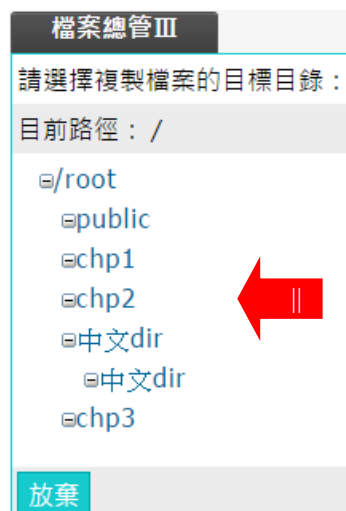 檔案總管III
請選擇複製檔案的目標目錄：
目前路徑： /
/root
public
chp1
chp2
||
中文dir
中文dir
chp3
放棄